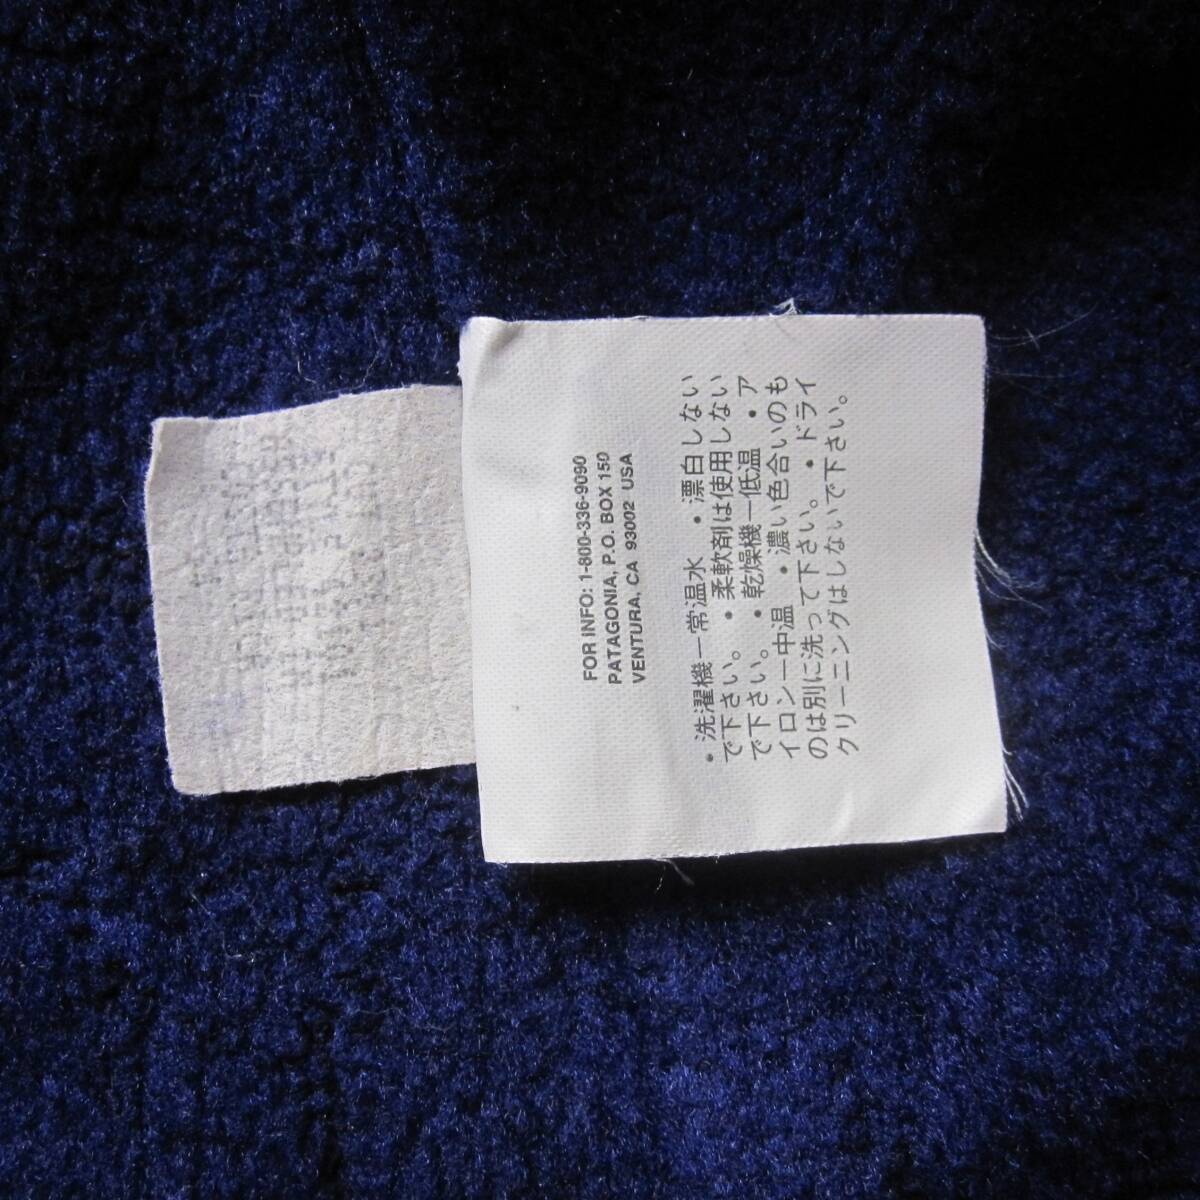 FOR INFO: 1-800-336-9090
PATAGONIA, P.O. BOX 150
VENTURA, CA 93002 USA
・洗濯機ー常温水 ・漂白しない
で下さい。・柔軟剤は使用しない
で下さい。・乾燥機ー低温 ・ア
イロンー中温 ・濃い色合いのも
のは別に洗って下さい。・ドライ
クリーニングはしないで下さい。